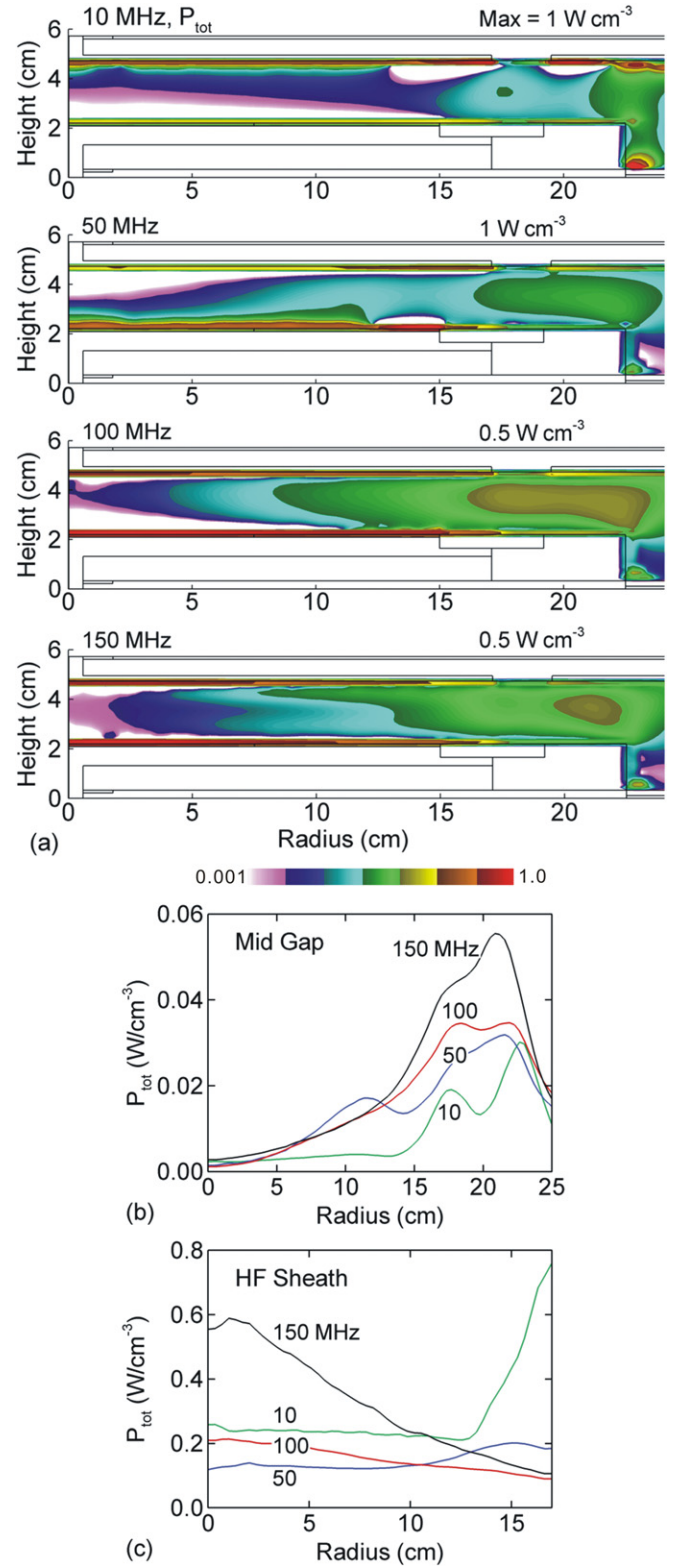 10 MHz, Ptot Max = 1 W cm-3
6
4
2
0
Height (cm)
0 5 10 15 20
50 MHz 1 W cm-3
6
4
2
0
Height (cm)
0 5 10 15 20
100 MHz 0.5 W cm-3
6
4
2
0
Height (cm)
0 5 10 15 20
150 MHz 0.5 W cm-3
6
4
2
0
Height (cm)
0 5 10 15 20
(a) Radius (cm)
0.001 1.0
0.06
0.04
0.02
0.00
Ptot (W/cm-3)
Mid Gap
150 MHz
100
50
10
0 5 10 15 20 25
(b) Radius (cm)
0.8
0.6
0.4
0.2
0.0
Ptot (W/cm-3)
HF Sheath
150 MHz
10
100
50
0 5 10 15
(c) Radius (cm)